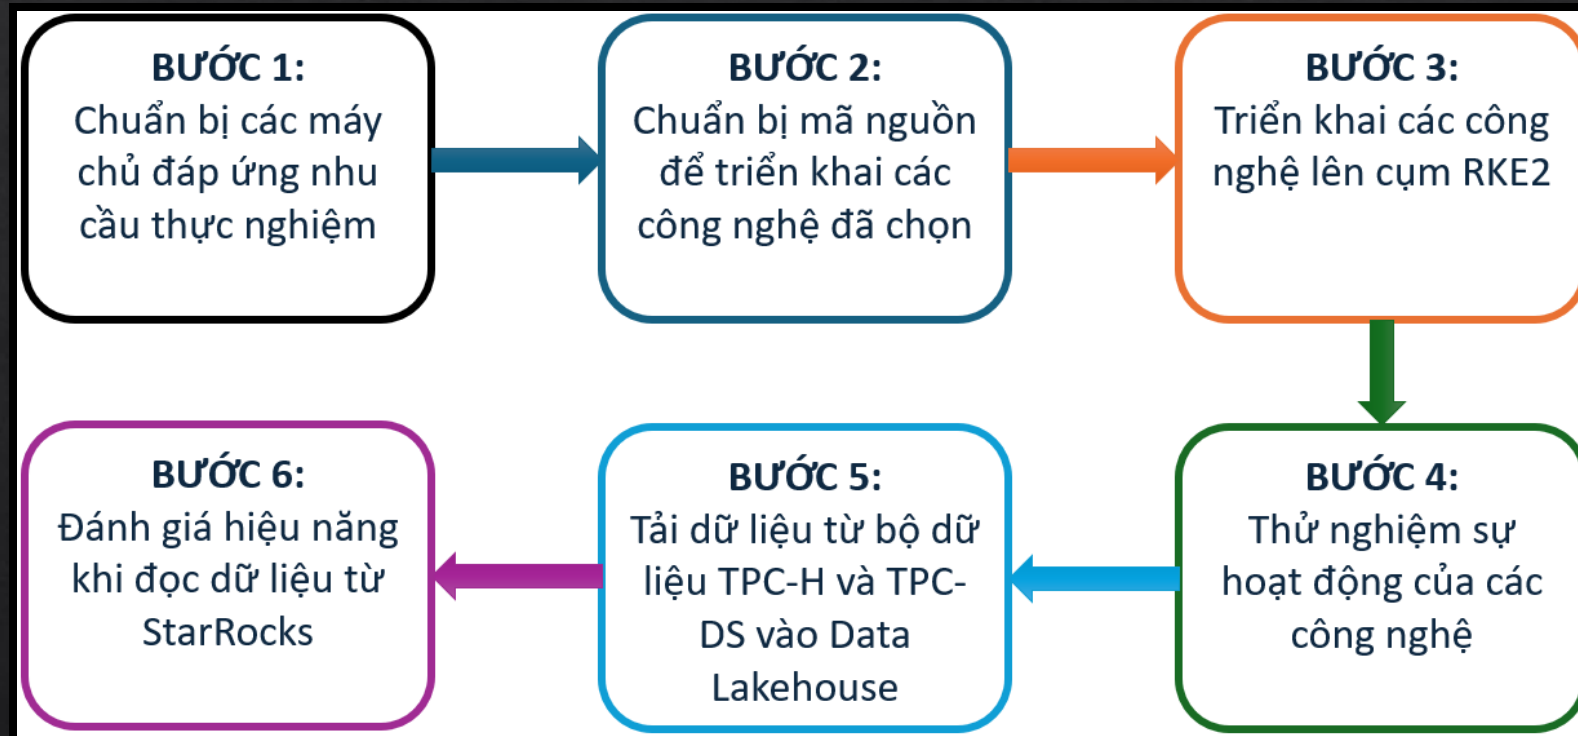 BƯỚC 1:
Chuẩn bị các máy
chủ đáp ứng nhu
cầu thực nghiệm
BƯỚC 2:
Chuẩn bị mã nguồn
để triển khai các
công nghệ đã chọn
BƯỚC 3:
Triển khai các công
nghệ lên cụm RKE2
BƯỚC 4:
Thử nghiệm sự
hoạt động của các
công nghệ
BƯỚC 5:
Tải dữ liệu từ bộ dữ
liệu TPC-H và TPC-
DS vào Data
Lakehouse
BƯỚC 6:
Đánh giá hiệu năng
khi đọc dữ liệu từ
StarRocks